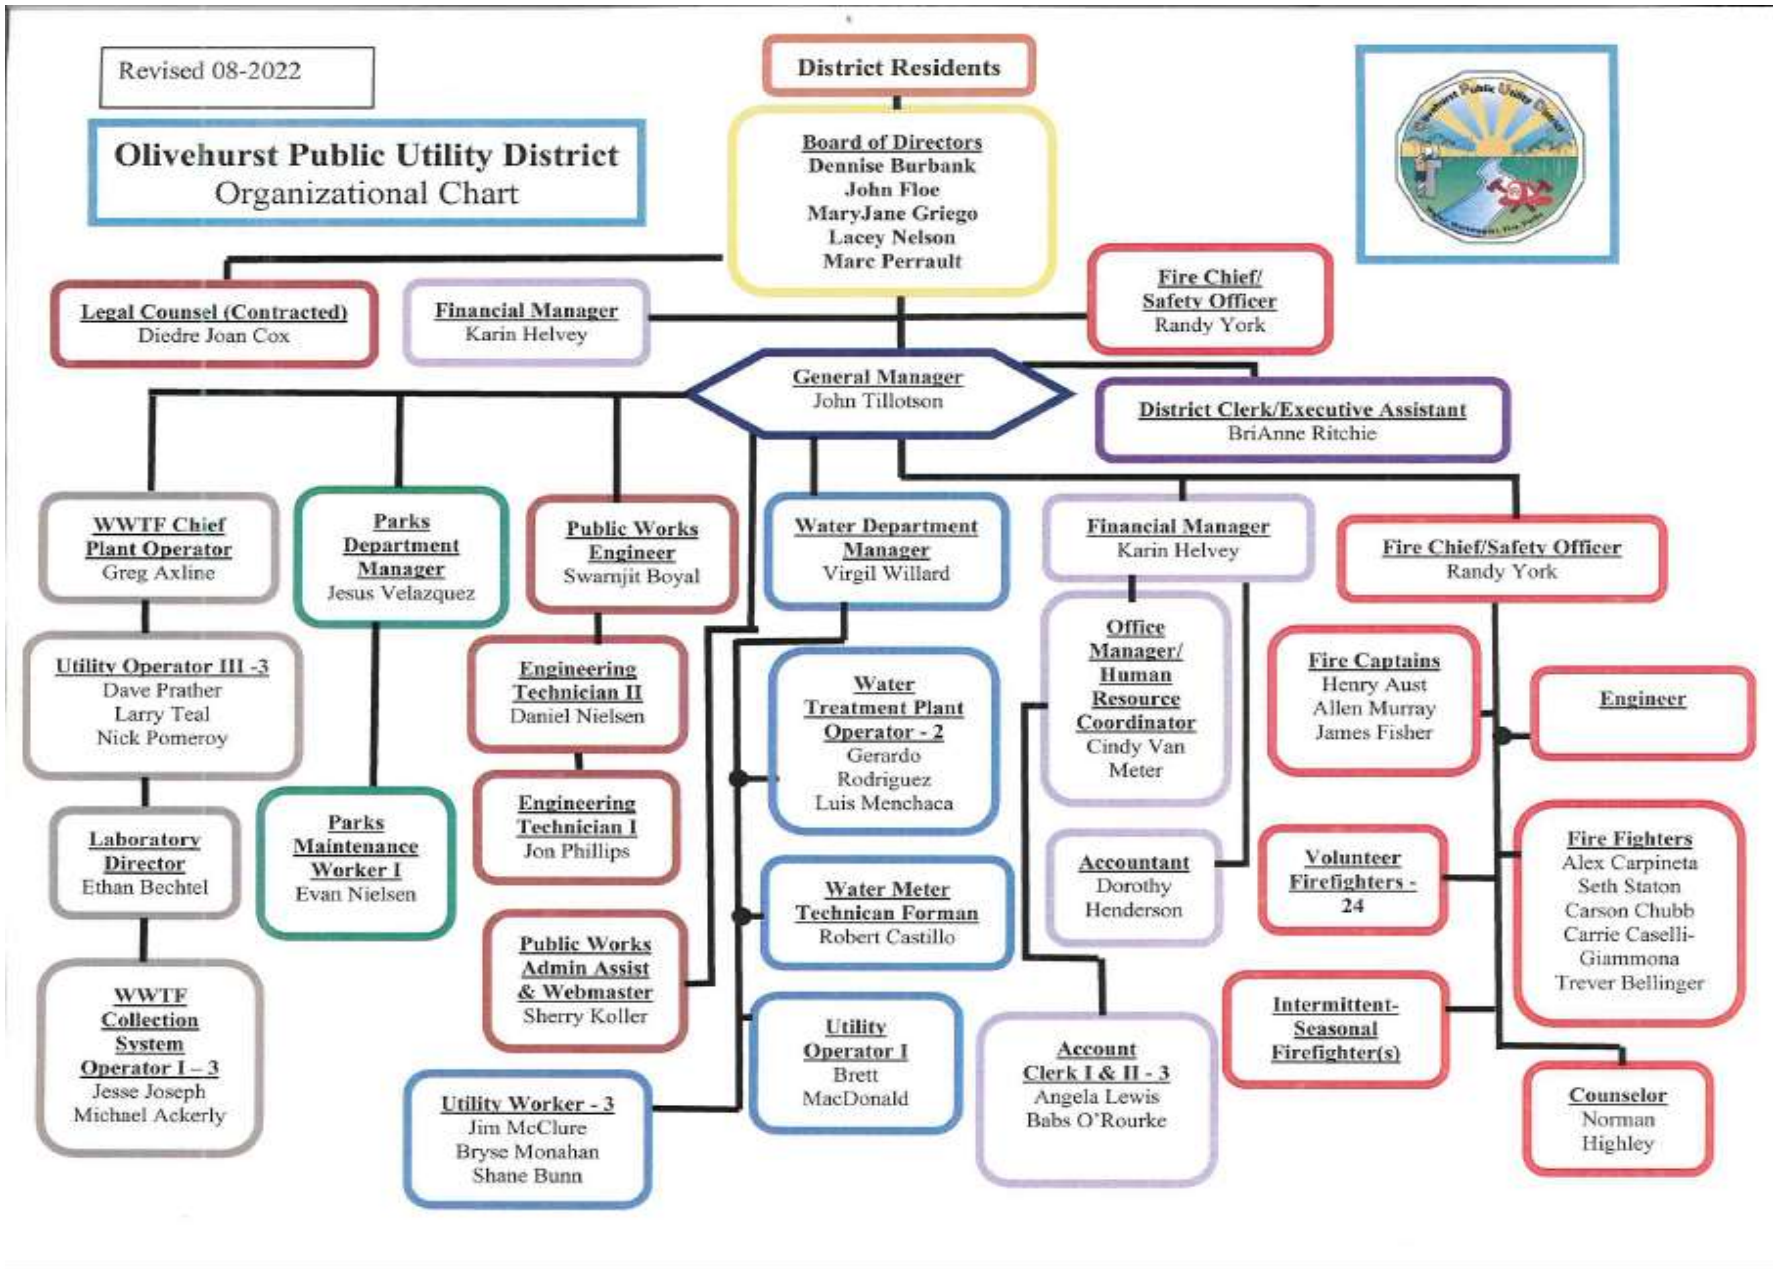 Revised 08-2022
Olivehurst Public Utility District
Organizational Chart
District Residents
Board of Directors
Dennise Burbank
John Floe
MaryJane Griego
Lacey Nelson
Marc Perrault
Olivehurst Public Utility District
Legal Counsel (Contracted)
Diedre Joan Cox
Financial Manager
Karin Helvey
Fire Chief/
Safety Officer
Randy York
General Manager
John Tillotson
District Clerk/Executive Assistant
BriAnne Ritchie
WWTF Chief
Plant Operator
Greg Axline
Parks
Department
Manager
Jesus Velazquez
Public Works
Engineer
Swarnjit Boyal
Water Department
Manager
Virgil Willard
Financial Manager
Karin Helvey
Fire Chief/Safety Officer
Randy York
Utility Operator III -3
Dave Prather
Larry Teal
Nick Pomeroy
Engineering
Technician II
Daniel Nielsen
Water
Treatment Plant
Operator - 2
Gerardo
Rodriguez
Luis Menchaca
Office
Manager/
Human
Resource
Coordinator
Cindy Van
Meter
Fire Captains
Henry Aust
Allen Murray
James Fisher
Engineer
Laboratory
Director
Ethan Bechtel
Parks
Maintenance
Worker I
Evan Nielsen
Engineering
Technician I
Jon Phillips
Water Meter
Technican Forman
Robert Castillo
Accountant
Dorothy
Henderson
Volunteer
Firefighters -
24
Fire Fighters
Alex Carpineta
Seth Staton
Carson Chubb
Carrie Caselli-
Giammona
Trever Bellinger
WWTF
Collection
System
Operator I – 3
Jesse Joseph
Michael Ackerly
Public Works
Admin Assist
& Webmaster
Sherry Koller
Utility
Operator I
Brett
MacDonald
Intermittent-
Seasonal
Firefighter(s)
Utility Worker - 3
Jim McClure
Bryse Monahan
Shane Bunn
Account
Clerk I & II - 3
Angela Lewis
Babs O'Rourke
Counselor
Norman
Highley